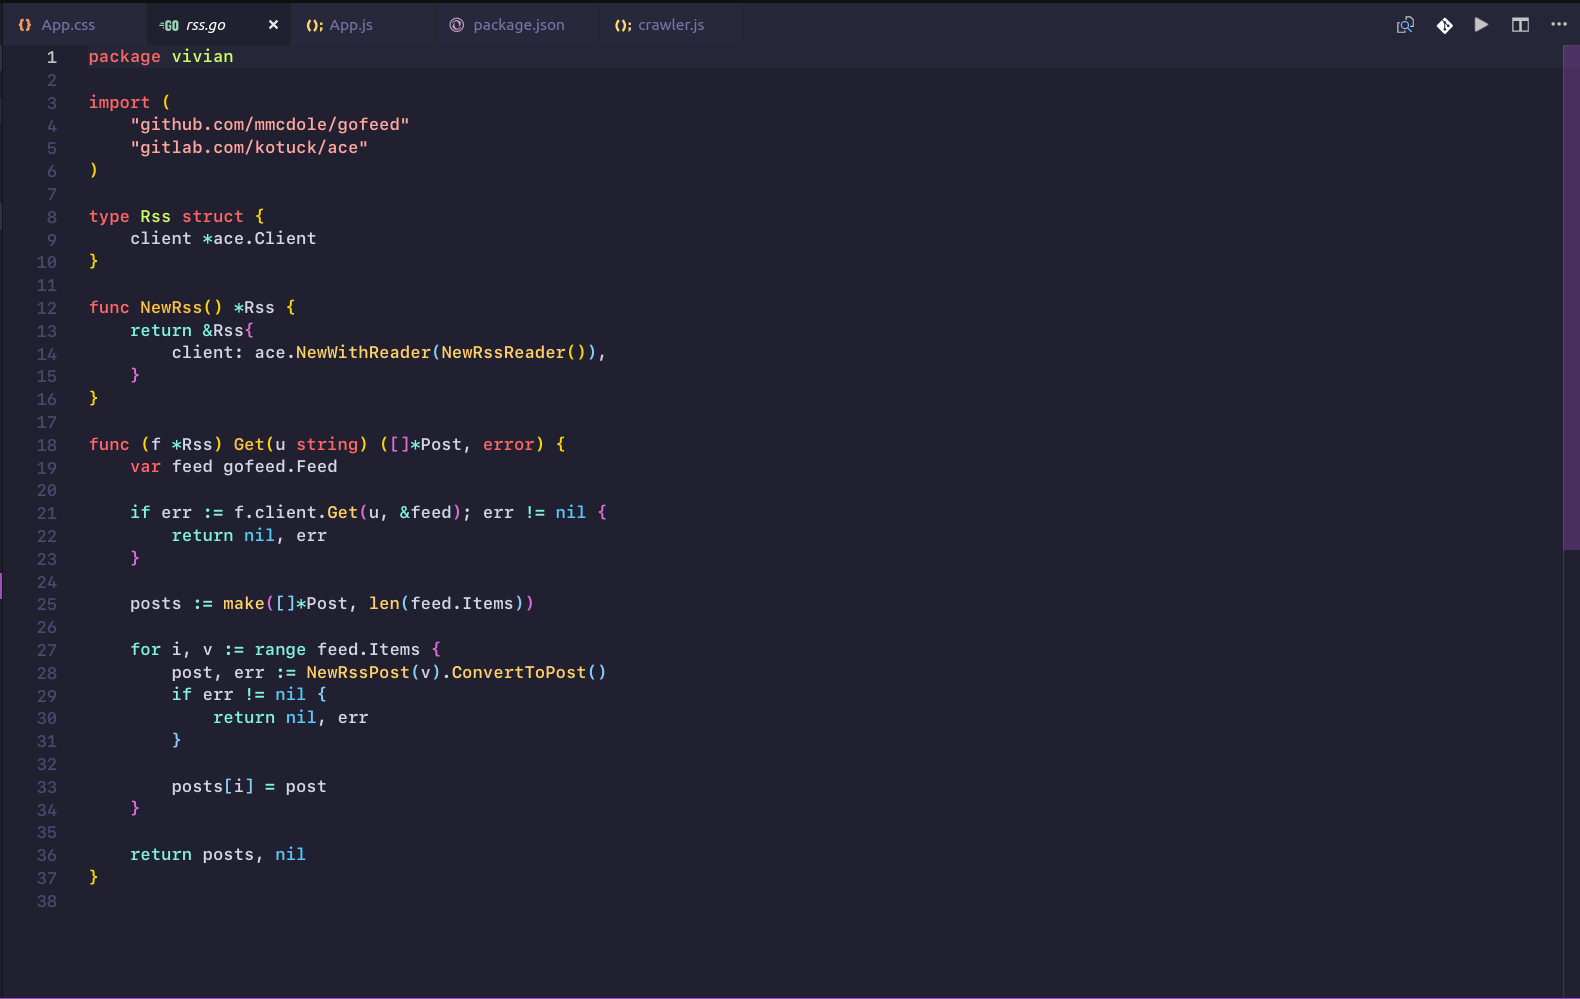 App.css
GO rss.go ×
(); App.js
package.json
(); crawler.js
1 package vivian
2
3 import (
4     "github.com/mmcdole/gofeed"
5     "gitlab.com/kotuck/ace"
6 )
7
8 type Rss struct {
9     client *ace.Client
10 }
11
12 func NewRss() *Rss {
13     return &Rss{
14         client: ace.NewWithReader(NewRssReader()),
15     }
16 }
17
18 func (f *Rss) Get(u string) ([]*Post, error) {
19     var feed gofeed.Feed
20
21     if err := f.client.Get(u, &feed); err != nil {
22         return nil, err
23     }
24
25     posts := make([]*Post, len(feed.Items))
26
27     for i, v := range feed.Items {
28         post, err := NewRssPost(v).ConvertToPost()
29         if err != nil {
30             return nil, err
31         }
32
33         posts[i] = post
34     }
35
36     return posts, nil
37 }
38